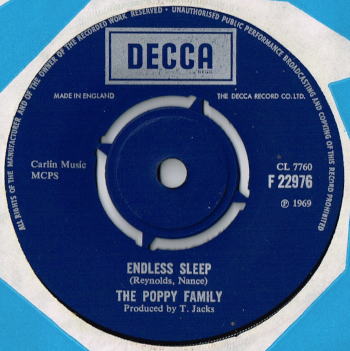 ALL RIGHTS OF THE MANUFACTURER AND OF THE OWNER OF THE RECORDED WORK RESERVED • UNAUTHORISED PUBLIC PERFORMANCE BROADCASTING AND COPYING OF THIS RECORD PROHIBITED
DECCA
MADE IN ENGLAND
THE DECCA RECORD CO. LTD.
Carlin Music
MCPS
CL 7760
F 22976
℗ 1969
ENDLESS SLEEP
(Reynolds, Nance)
THE POPPY FAMILY
Produced by T. Jacks